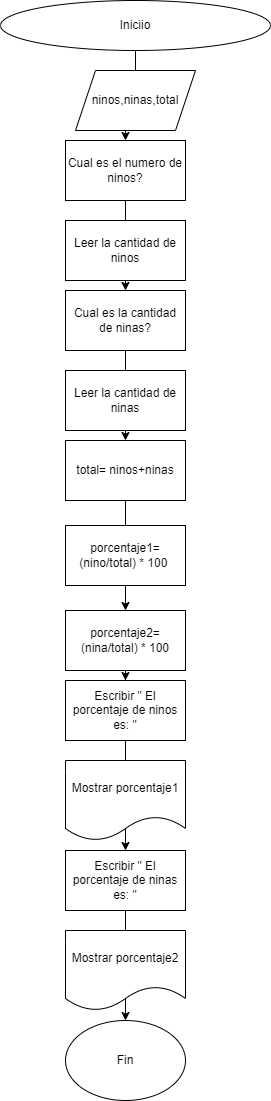 Iniciio
ninos,ninas,total
Cual es el numero de
ninos?
Leer la cantidad de
ninos
Cual es la cantidad
de ninas?
Leer la cantidad de
ninas
total= ninos+ninas
porcentaje1=
(nino/total) * 100
porcentaje2=
(nina/total) * 100
Escribir " El
porcentaje de ninos
es: "
Mostrar porcentaje1
Escribir " El
porcentaje de ninas
es: "
Mostrar porcentaje2
Fin